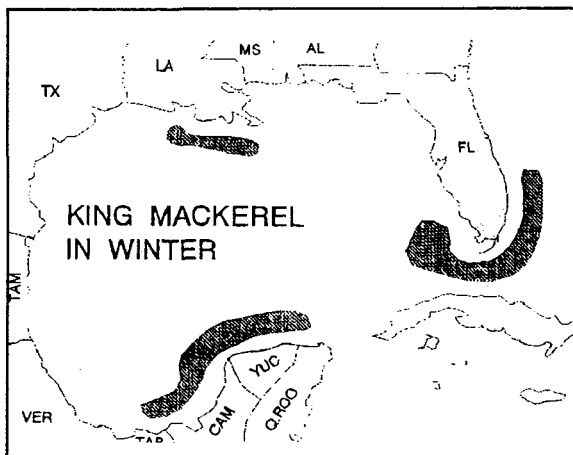 MS AL
LA
TX
FL
KING MACKEREL
IN WINTER
TAM
YUC
VER
CAM
Q.ROO
TAB